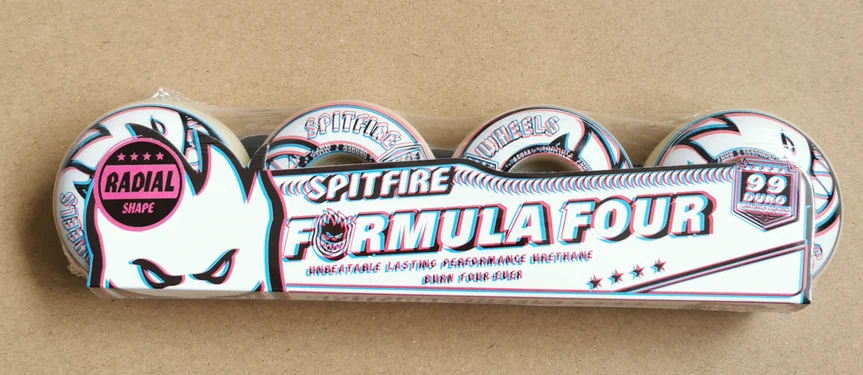 SPITFIRE
WHEELS
RADIAL
SHAPE
SPITFIRE
FORMULA FOUR
UNBEATABLE LASTING PERFORMANCE URETHANE
BURN FOUR-EVER
99
DURO